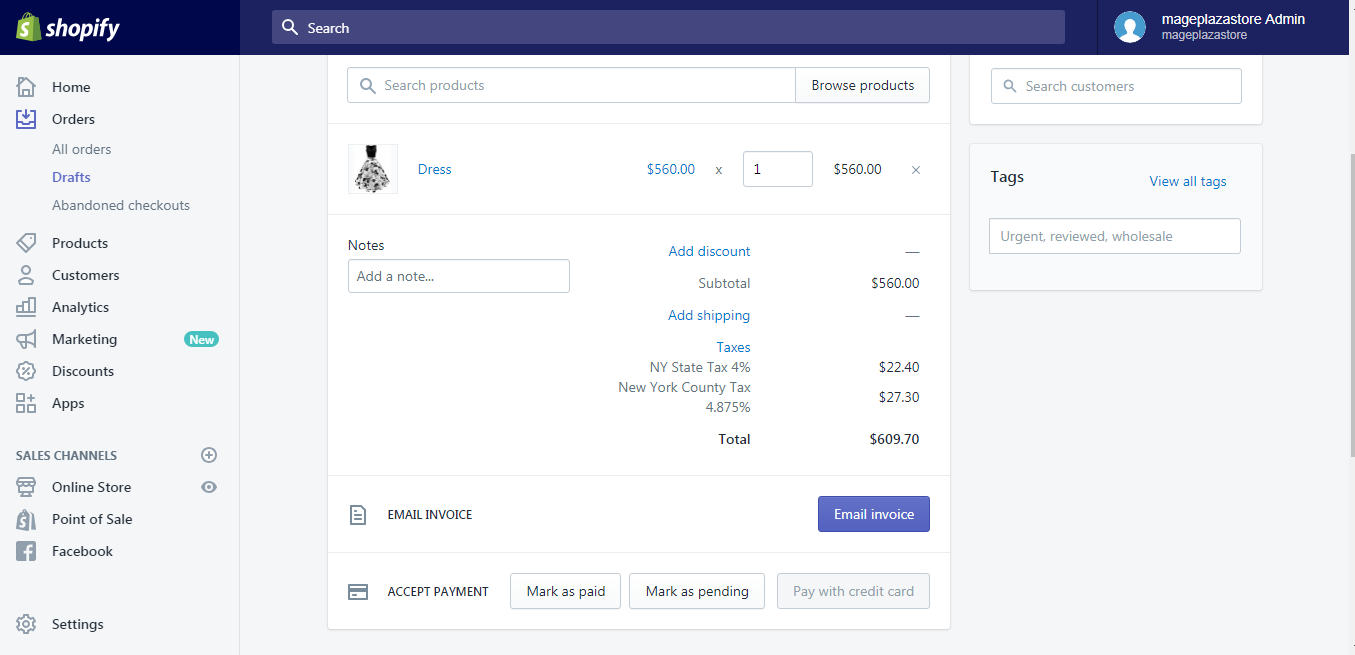 shopify
Search
mageplazastore Admin
mageplazastore
Home
Orders
All orders
Drafts
Abandoned checkouts
Products
Customers
Analytics
Marketing New
Discounts
Apps
SALES CHANNELS
Online Store
Point of Sale
Facebook
Settings
Search products Browse products
Dress $560.00 x 1 $560.00 ×
Notes
Add a note...
Add discount —
Subtotal $560.00
Add shipping —
Taxes
NY State Tax 4% $22.40
New York County Tax
4.875% $27.30
Total $609.70
EMAIL INVOICE Email invoice
ACCEPT PAYMENT Mark as paid Mark as pending Pay with credit card
Search customers
Tags View all tags
Urgent, reviewed, wholesale